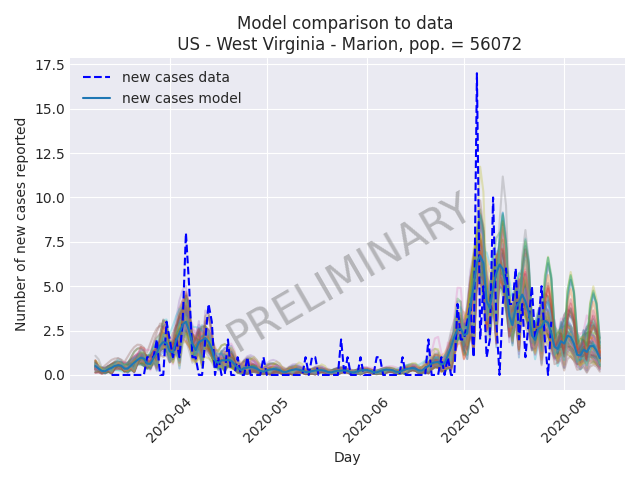 Model comparison to data
US - West Virginia - Marion, pop. = 56072
new cases data
new cases model
Number of new cases reported
17.5
15.0
12.5
10.0
7.5
5.0
2.5
0.0
PRELIMINARY
2020-04
2020-05
2020-06
2020-07
2020-08
Day